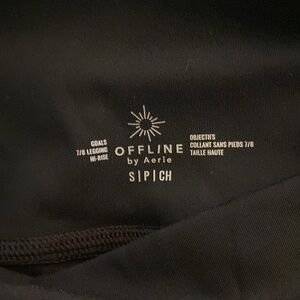 GOALS
7/8 LEGGING
HI-RISE
OFFLINE
by Aerie
S|P|CH
OBJECTIFS
COLLANT SANS PIEDS 7/8
TAILLE HAUTE